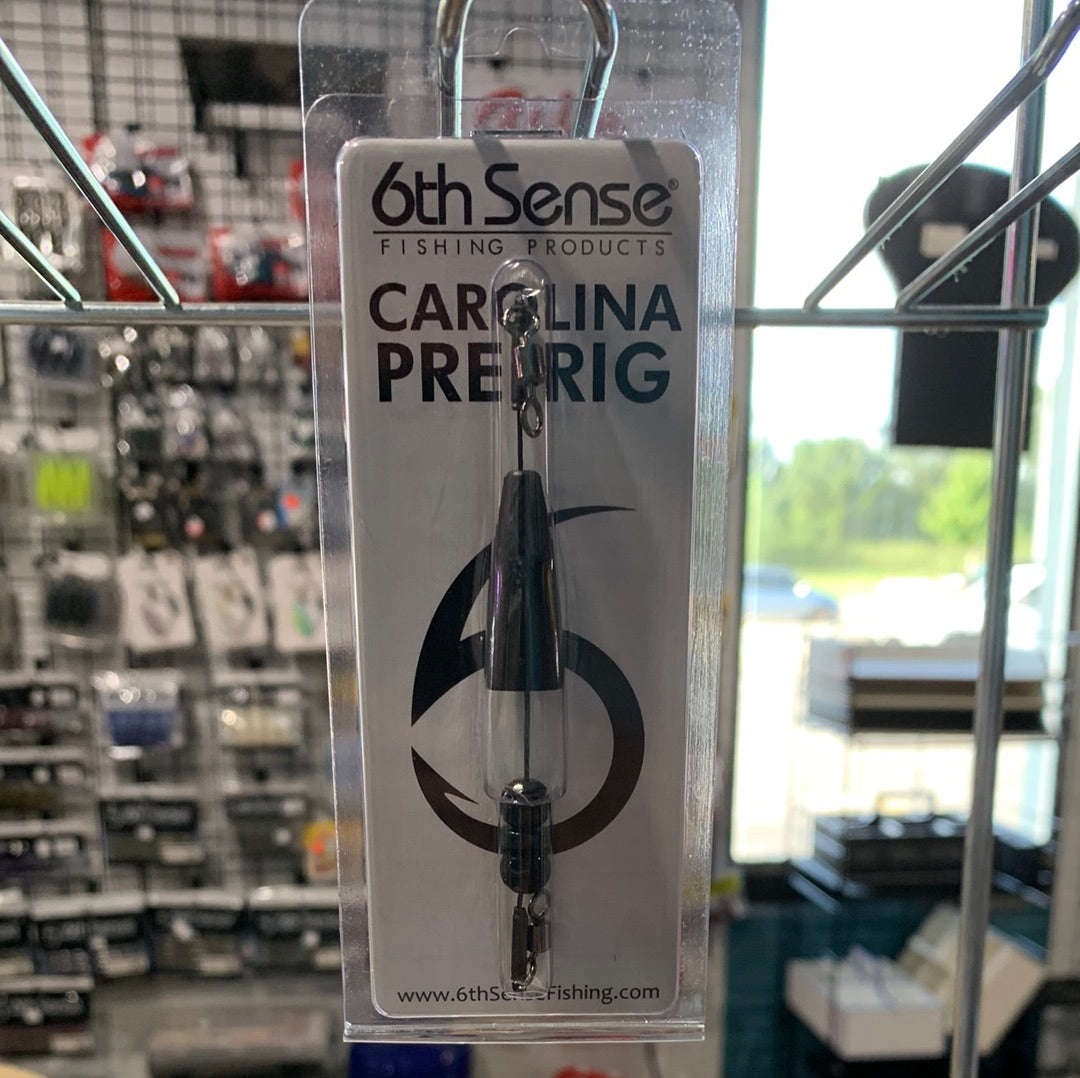 6th Sense®
FISHING PRODUCTS
CAROLINA
PRE RIG
www.6thSenseFishing.com